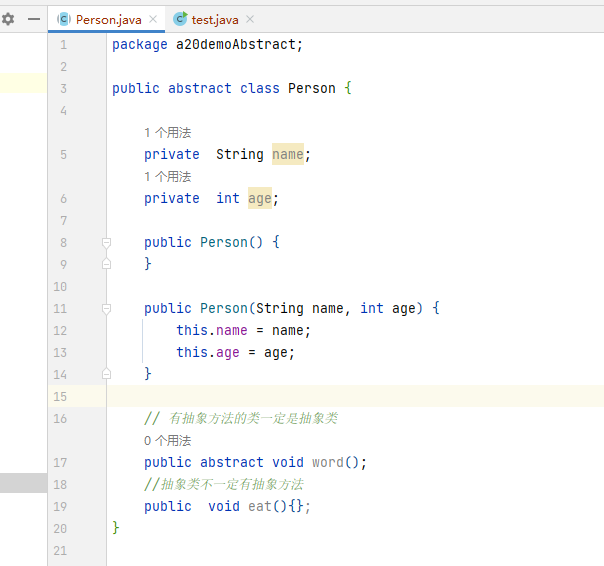 Person.java test.java
1 package a20demoAbstract;
2
3 public abstract class Person {
4
1 个用法
5 private  String name;
1 个用法
6 private  int age;
7
8 public Person() {
9 }
10
11 public Person(String name, int age) {
12 this.name = name;
13 this.age = age;
14 }
15
16 // 有抽象方法的类一定是抽象类
0 个用法
17 public abstract void word();
18 //抽象类不一定有抽象方法
19 public  void eat(){};
20 }
21